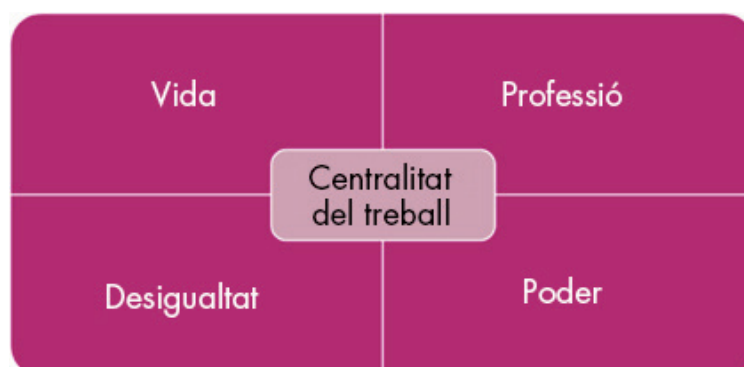 Vida
Professió
Centralitat
del treball
Desigualtat
Poder